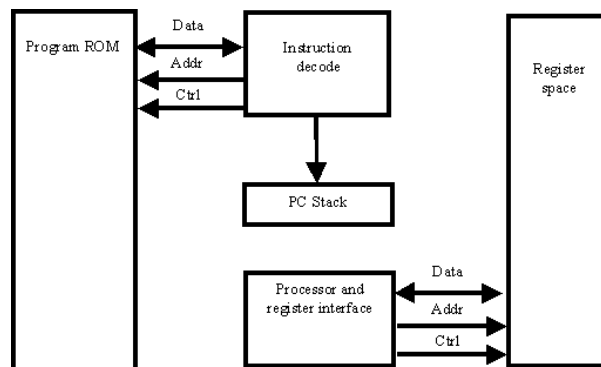 Program ROM
Data
Addr
Ctrl
Instruction
decode
Register
space
PC Stack
Processor and
register interface
Data
Addr
Ctrl